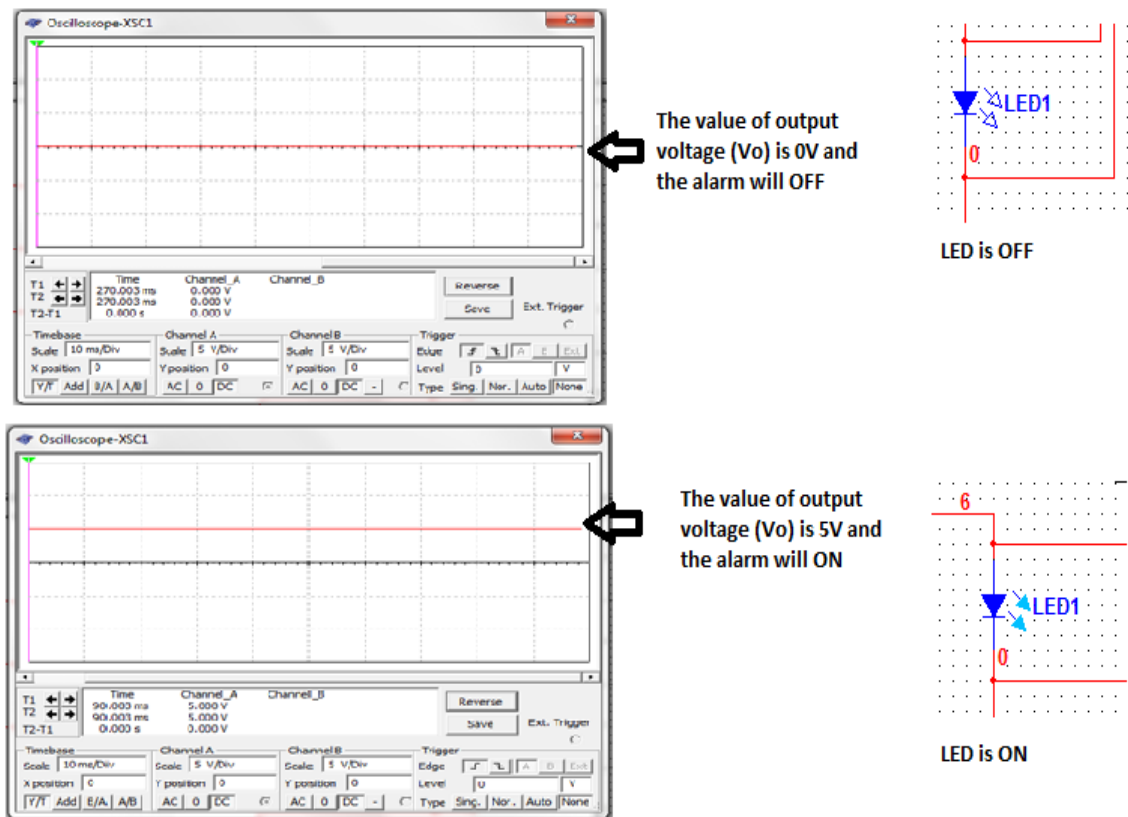 Oscilloscope-XSC1
The value of output
voltage (Vo) is 0V and
the alarm will OFF
LED1
0
LED is OFF
Time Channel_A Channel_B
T1 270.003 ms 0.000 V
T2 270.003 ms 0.000 V
T2-T1 0.000 s 0.000 V
Reverse
Save
Ext. Trigger
Timebase Channel A Channel B Trigger
Scale 10 ms/Div Scale 5 V/Div Scale 5 V/Div Edge A Ext
X position 0 Y position 0 Y position 0 Level 0 V
Y/T Add B/A A/B AC 0 DC AC 0 DC - Type Sing. Nor. Auto None
Oscilloscope-XSC1
The value of output
voltage (Vo) is 5V and
the alarm will ON
6
LED1
0
LED is ON
Time Channel_A Channel_B
T1 90.003 ms 5.000 V
T2 90.003 ms 5.000 V
T2-T1 0.000 s 0.000 V
Reverse
Save
Ext. Trigger
Timebase Channel A Channel B Trigger
Scale 10 ms/Div Scale 5 V/Div Scale 5 V/Div Edge A B Ext
X position 0 Y position 0 Y position 0 Level 0 V
Y/T Add B/A A/B AC 0 DC AC 0 DC - Type Sing. Nor. Auto None